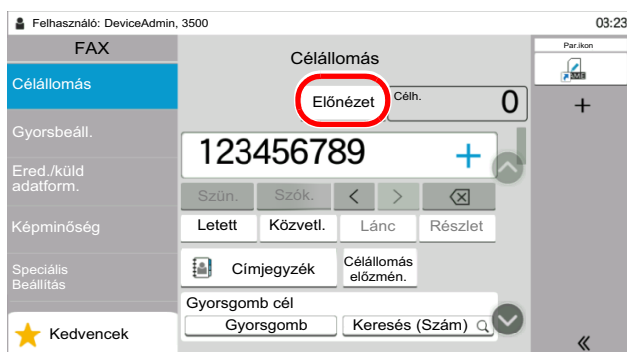 Felhasználó: DeviceAdmin, 3500
03:23
FAX
Célállomás
Gyorsbeáll.
Ered./küld
adatform.
Képminőség
Speciális
Beállítás
Kedvencek
Célállomás
Előnézet
Célh.
0
123456789
+
Szün.
Szók.
<
>
Letett
Közvetl.
Lánc
Részlet
Címjegyzék
Célállomás
előzmén.
Gyorsgomb cél
Gyorsgomb
Keresés (Szám)
Par.ikon
+
«